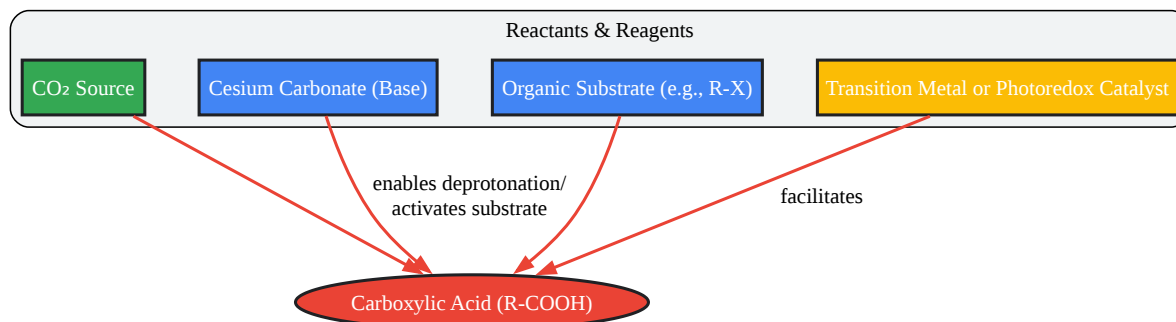 Reactants & Reagents
CO₂ Source
Cesium Carbonate (Base)
Organic Substrate (e.g., R-X)
Transition Metal or Photoredox Catalyst
enables deprotonation/
activates substrate
facilitates
Carboxylic Acid (R-COOH)